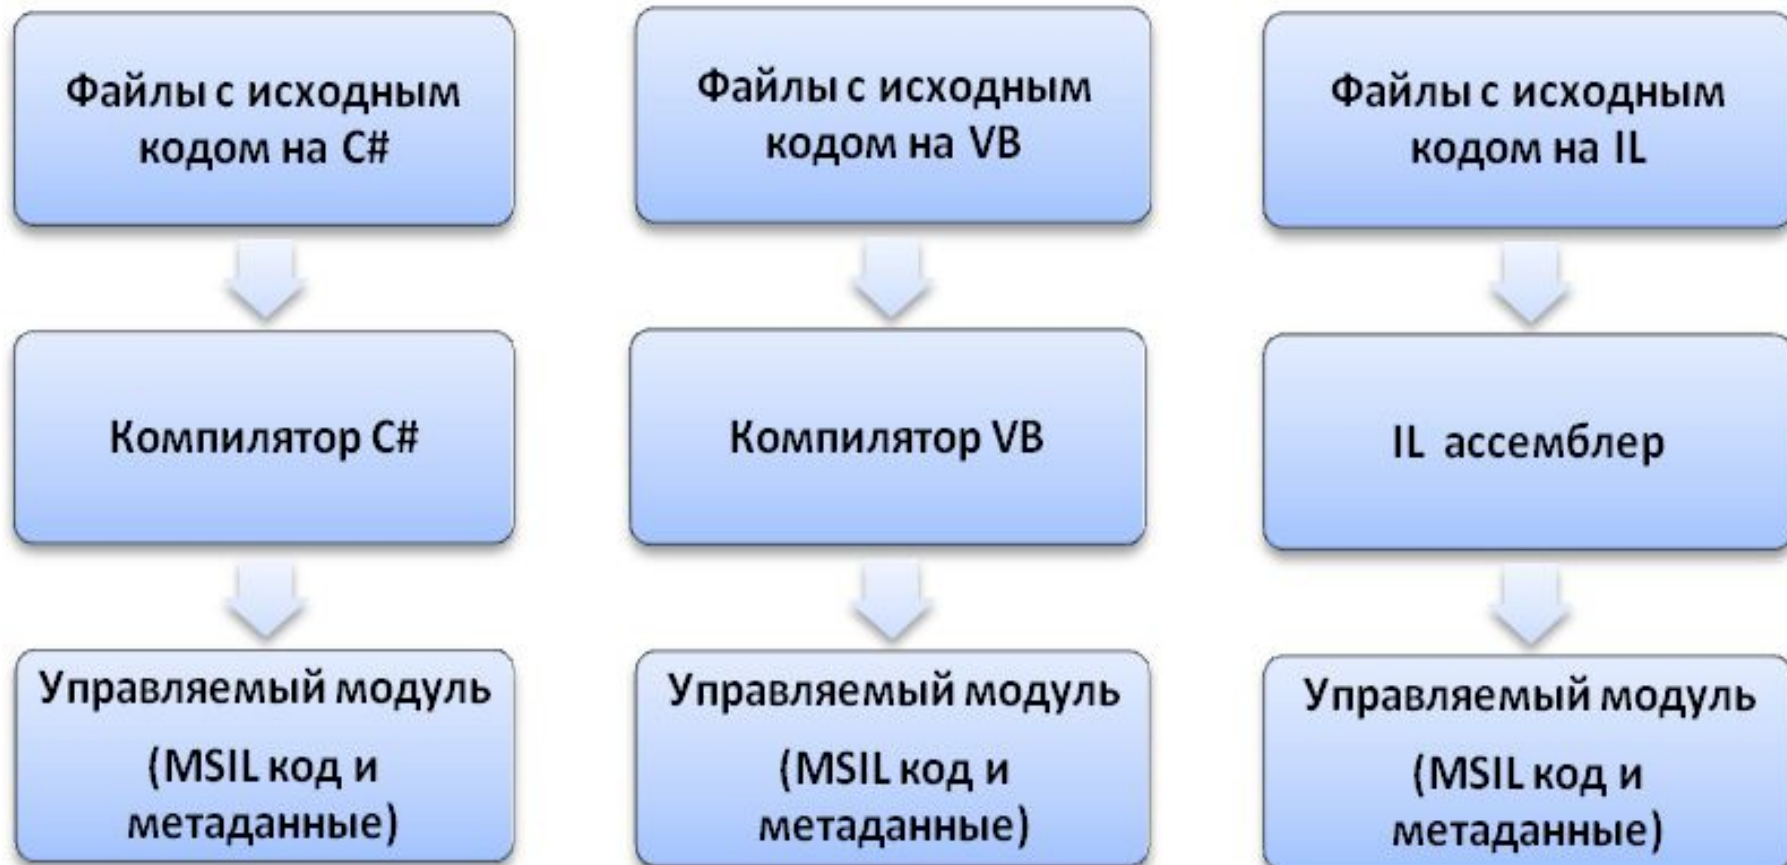 Файлы с исходным
кодом на C#
Файлы с исходным
кодом на VB
Файлы с исходным
кодом на IL
Компилятор C#
Компилятор VB
IL ассемблер
Управляемый модуль
(MSIL код и
метаданные)
Управляемый модуль
(MSIL код и
метаданные)
Управляемый модуль
(MSIL код и
метаданные)